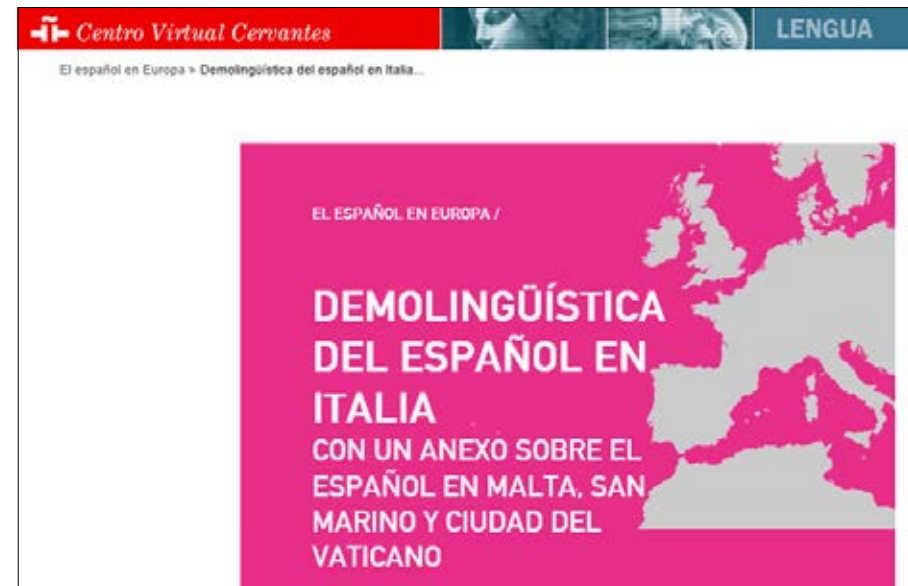 Centro Virtual Cervantes
LENGUA
El español en Europa > Demolingüística del español en Italia...
EL ESPAÑOL EN EUROPA /
DEMOLINGÜÍSTICA
DEL ESPAÑOL EN
ITALIA
CON UN ANEXO SOBRE EL
ESPAÑOL EN MALTA, SAN
MARINO Y CIUDAD DEL
VATICANO